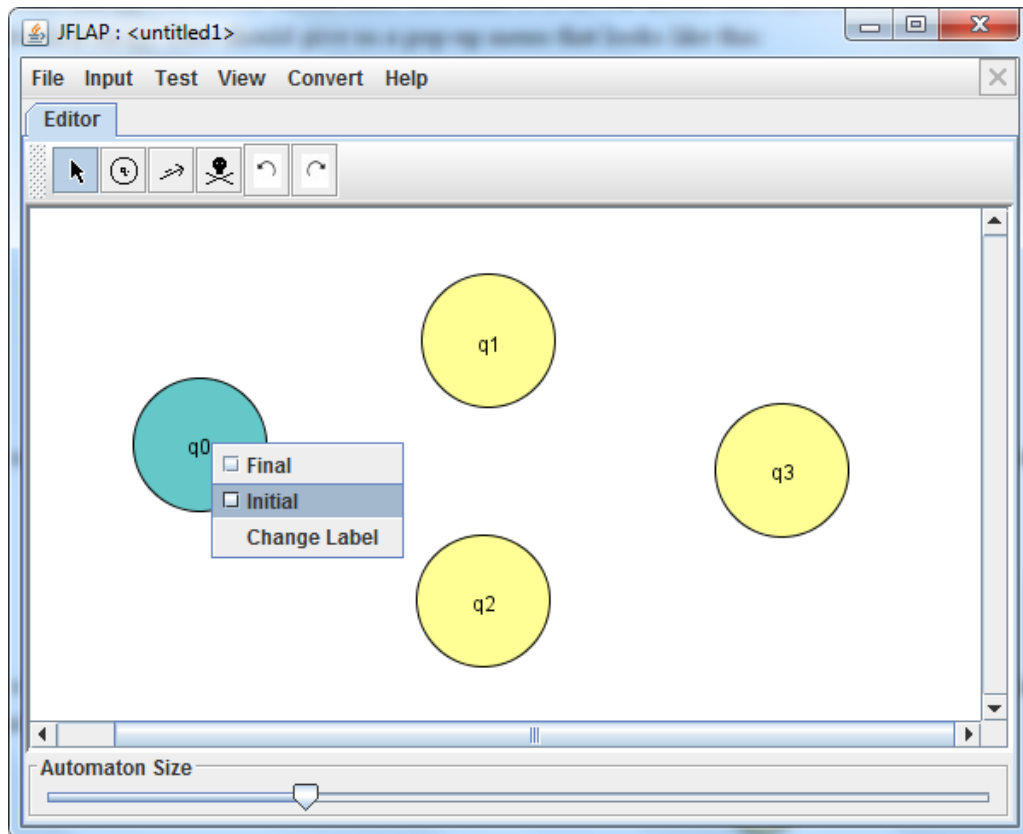 JFLAP : <untitled1>
File Input Test View Convert Help
Editor
q1
q0
Final
Initial
Change Label
q3
q2
Automaton Size